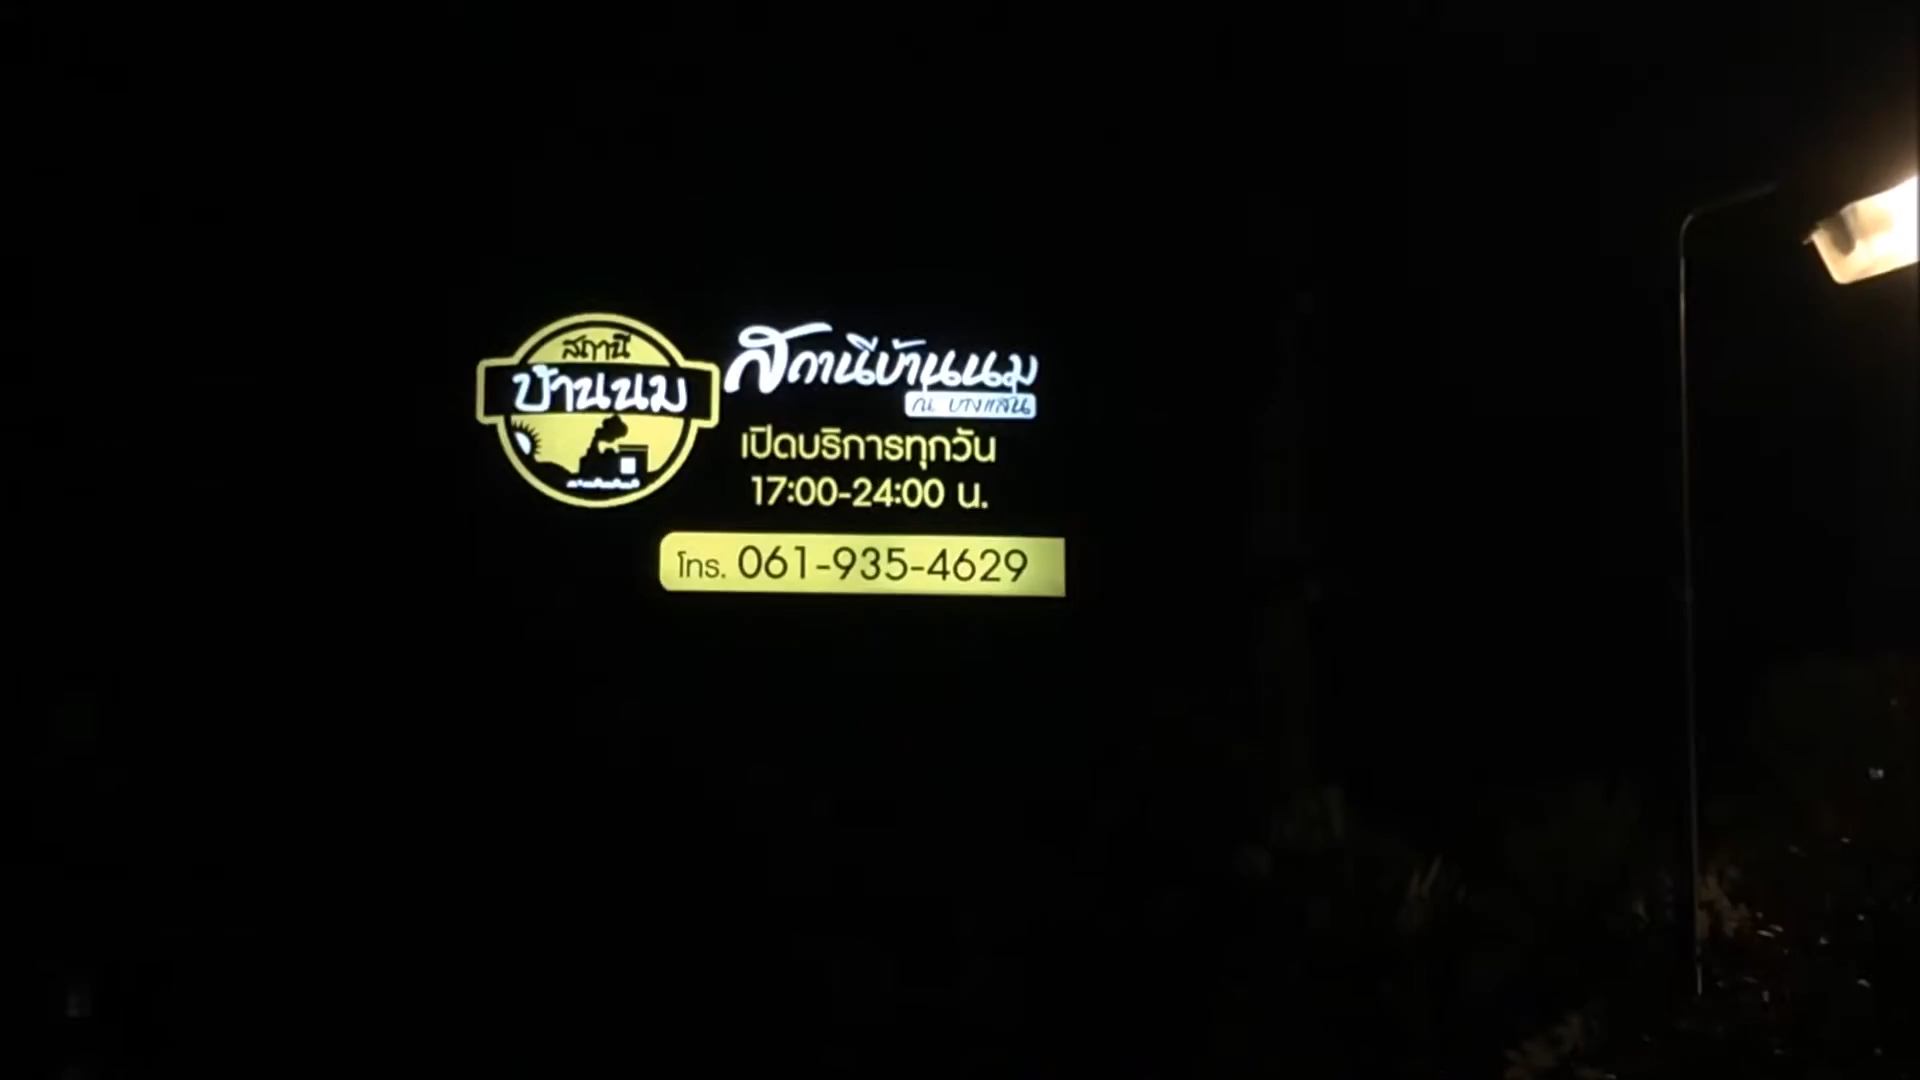 สถานี
บ้านนม
สถานีบ้านนม
ณ บางแสน
เปิดบริการทุกวัน
17:00-24:00 น.
โทร. 061-935-4629